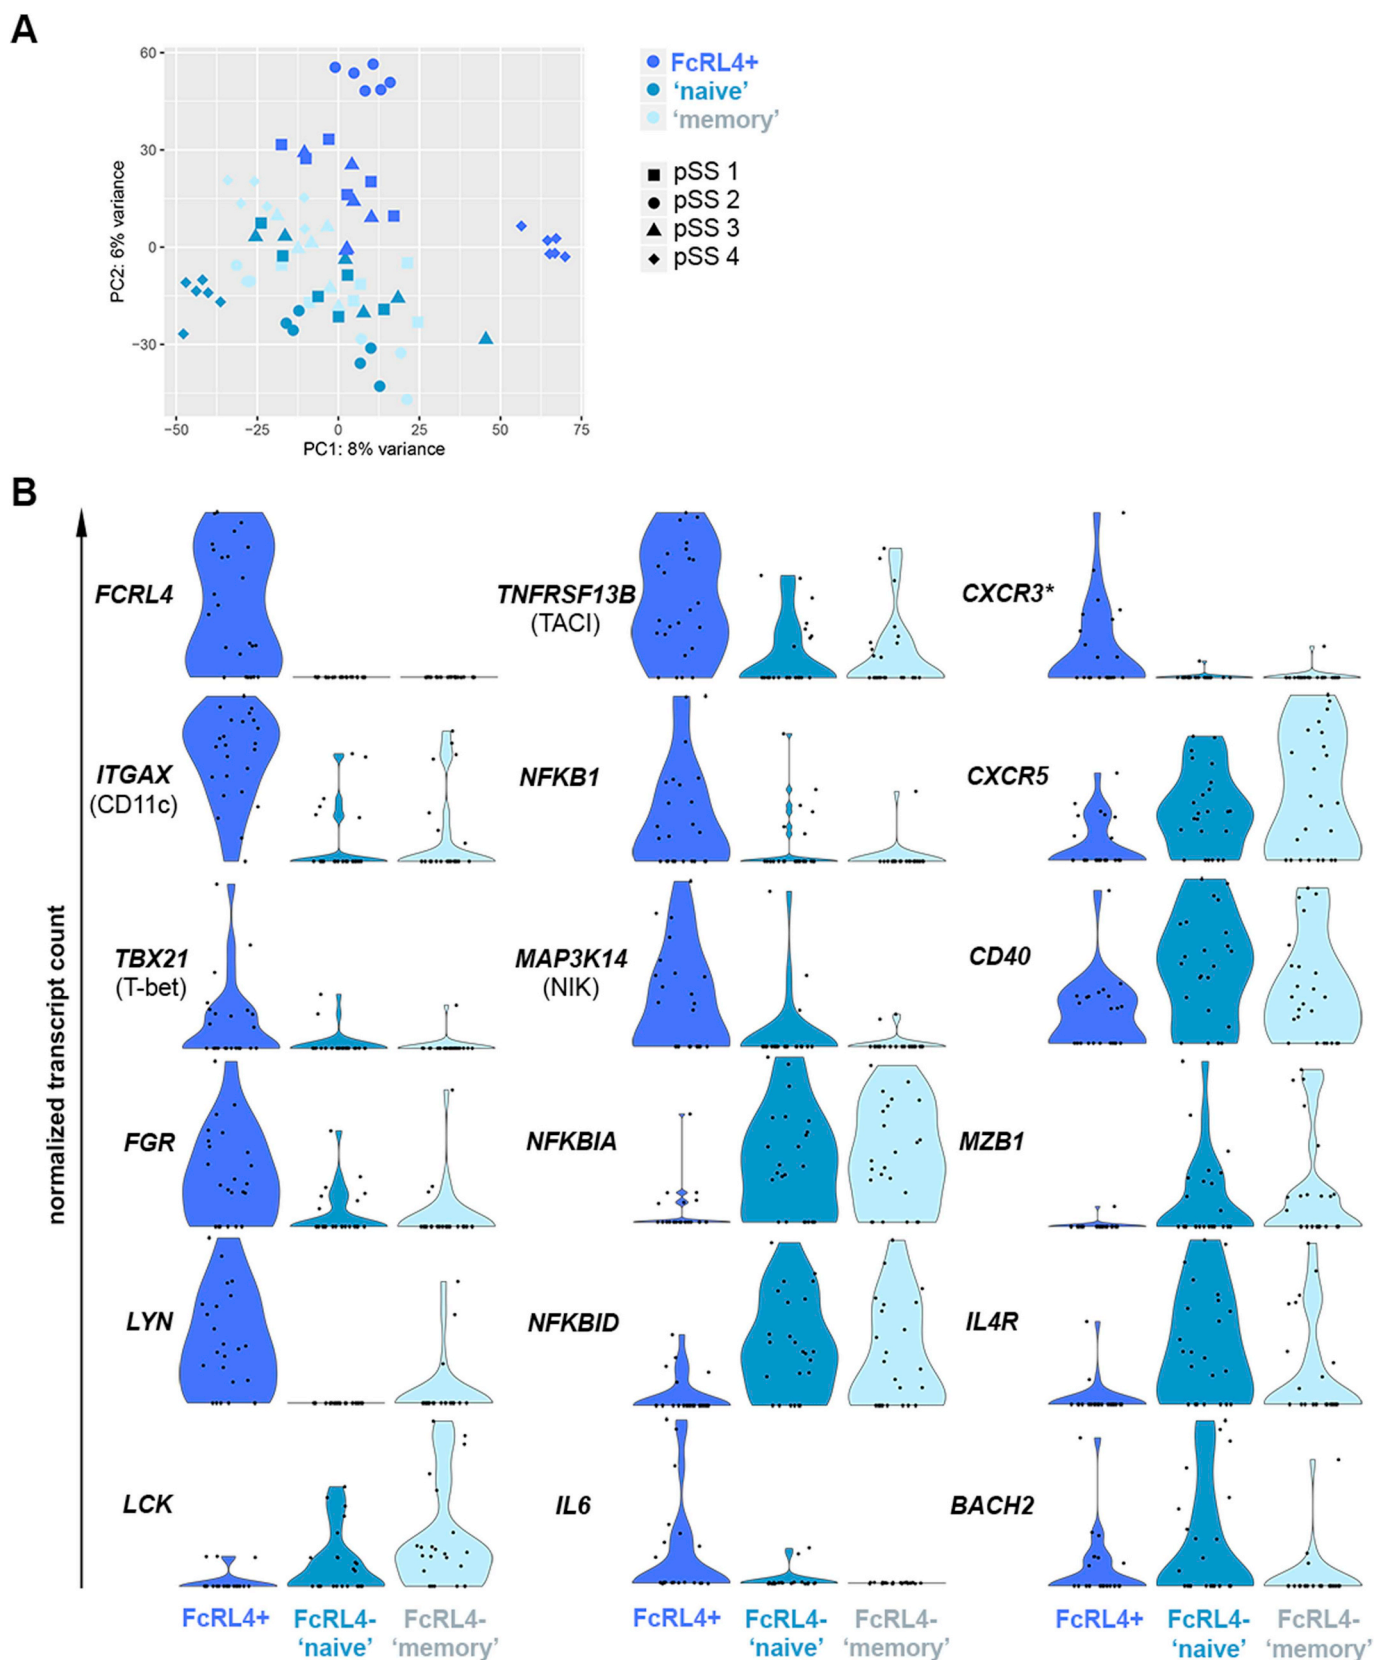 A
60
30
0
−30
PC2: 6% variance
−50
−25
0
25
50
75
PC1: 8% variance
FcRL4+
‘naive’
‘memory’
pSS 1
pSS 2
pSS 3
pSS 4
B
normalized transcript count
FCRL4
TNFRSF13B
(TACI)
CXCR3*
ITGAX
(CD11c)
NFKB1
CXCR5
TBX21
(T-bet)
MAP3K14
(NIK)
CD40
FGR
NFKBIA
MZB1
LYN
NFKBID
IL4R
LCK
IL6
BACH2
FcRL4+
FcRL4-
‘naive’
FcRL4-
‘memory’
FcRL4+
FcRL4-
‘naive’
FcRL4-
‘memory’
FcRL4+
FcRL4-
‘naive’
FcRL4-
‘memory’